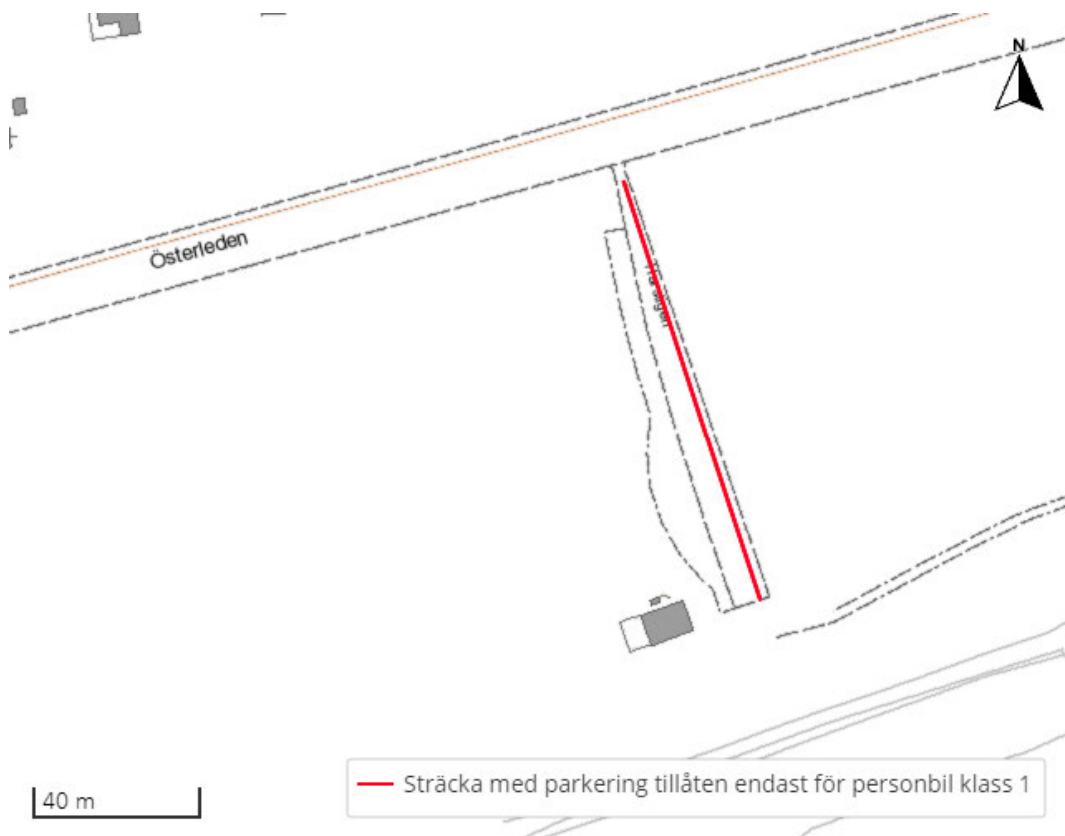 N
Österleden
40 m
Sträcka med parkering tillåten endast för personbil klass 1